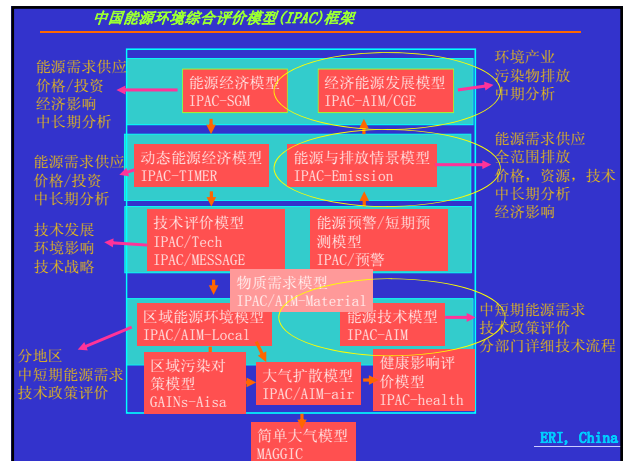 中国能源环境综合评价模型(IPAC)框架
能源需求供应
价格/投资
经济影响
中长期分析
能源经济模型
IPAC-SGM
经济能源发展模型
IPAC-AIM/CGE
环境产业
污染物排放
中期分析
能源需求供应
价格/投资
中长期分析
动态能源经济模型
IPAC-TIMER
能源与排放情景模型
IPAC-Emission
能源需求供应
全范围排放
价格，资源，技术
中长期分析
经济影响
技术发展
环境影响
技术战略
技术评价模型
IPAC/Tech
IPAC/MESSAGE
能源预警/短期预
测模型
IPAC/预警
物质需求模型
IPAC/AIM-Material
区域能源环境模型
IPAC/AIM-Local
能源技术模型
IPAC-AIM
中短期能源需求
技术政策评价
分部门详细技术流程
分地区
中短期能源需求
技术政策评价
区域污染对
策模型
GAINs-Aisa
大气扩散模型
IPAC/AIM-air
健康影响评
价模型
IPAC-health
简单大气模型
MAGGIC
ERI, China